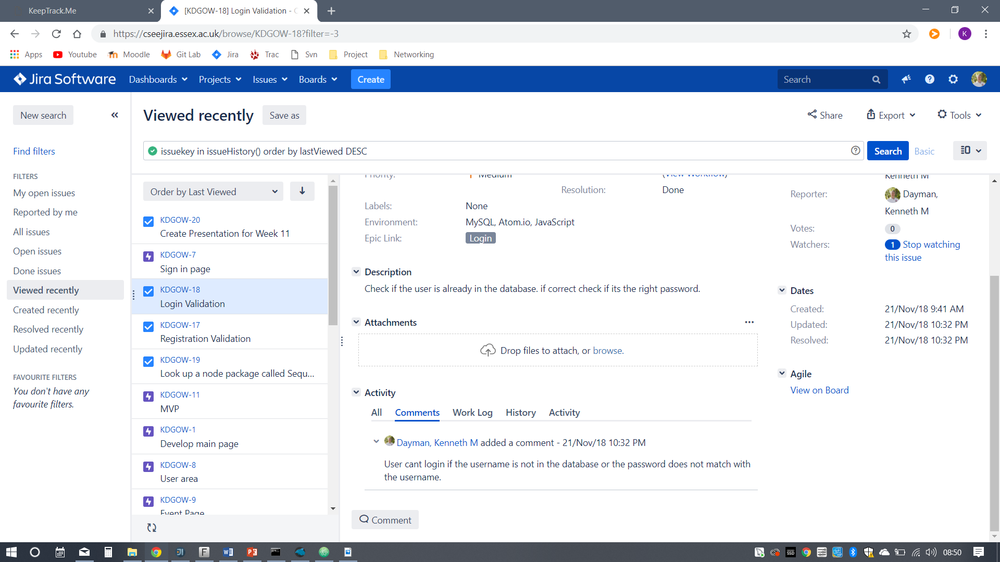 KeepTrack.Me
[KDGOW-18] Login Validation - C
https://cseejira.essex.ac.uk/browse/KDGOW-18?filter=-3
K
Apps Youtube Moodle Git Lab Jira Trac Svn Project Networking
Jira Software Dashboards Projects Issues Boards Create Search
New search
Viewed recently Save as Share Export Tools
Find filters
issuekey in issueHistory() order by lastViewed DESC Search Basic
FILTERS
My open issues
Reported by me
All issues
Open issues
Done issues
Viewed recently
Created recently
Resolved recently
Updated recently
FAVOURITE FILTERS
You don't have any
favourite filters.
Order by Last Viewed
KDGOW-20
Create Presentation for Week 11
KDGOW-7
Sign in page
KDGOW-18
Login Validation
KDGOW-17
Registration Validation
KDGOW-19
Look up a node package called Sequ...
KDGOW-11
MVP
KDGOW-1
Develop main page
KDGOW-8
User area
KDGOW-9
Event Page
Priority: Medium (View Workflow)
Resolution: Done
Labels: None
Environment: MySQL, Atom.io, JavaScript
Epic Link: Login
Description
Check if the user is already in the database. if correct check if its the right password.
Attachments
Drop files to attach, or browse.
Activity
All Comments Work Log History Activity
Dayman, Kenneth M added a comment - 21/Nov/18 10:32 PM
User cant login if the username is not in the database or the password does not match with
the username.
Comment
Kenneth M
Reporter: Dayman,
Kenneth M
Votes: 0
Watchers: 1 Stop watching
this issue
Dates
Created: 21/Nov/18 9:41 AM
Updated: 21/Nov/18 10:32 PM
Resolved: 21/Nov/18 10:32 PM
Agile
View on Board
08:50